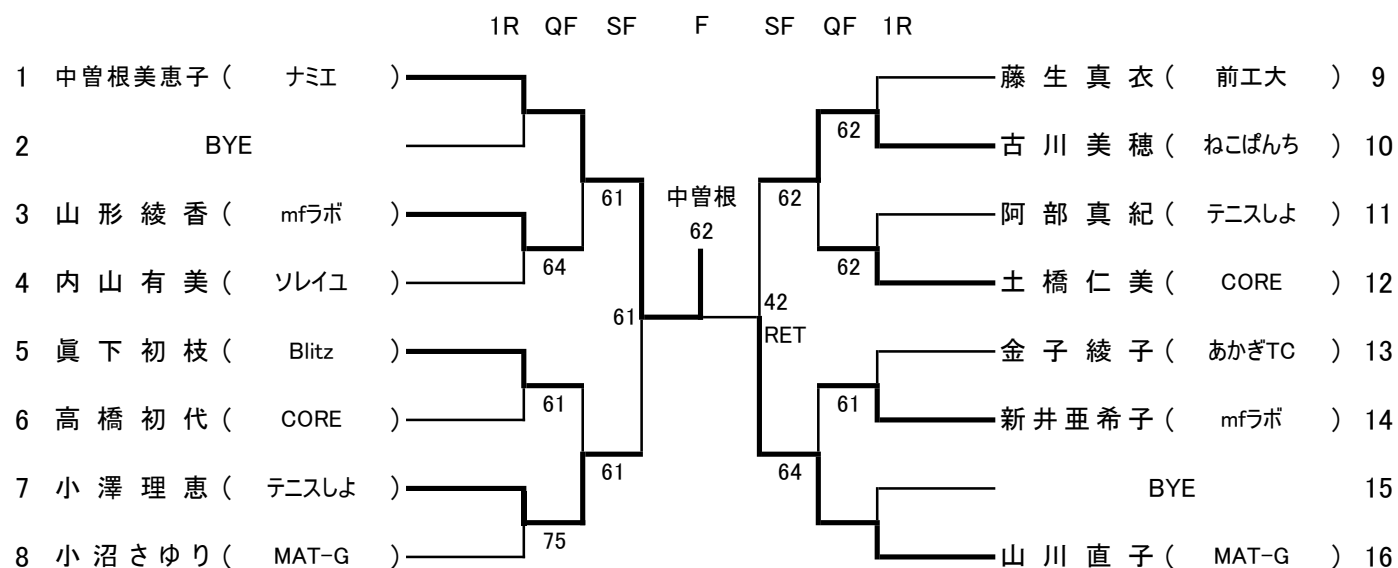 1R QF SF F SF QF 1R
1 中曽根美恵子 ( ナミエ ) 藤生真衣 ( 前工大 ) 9
62
2 BYE 古川美穂 ( ねこぱんち ) 10
61 中曽根 62
3 山形綾香 ( mfラボ ) 阿部真紀 ( テニスしよ ) 11
62
64 62
4 内山有美 ( ソレイユ ) 土橋仁美 ( CORE ) 12
61 42
RET
5 眞下初枝 ( Blitz ) 金子綾子 ( あかぎTC ) 13
61 61
6 高橋初代 ( CORE ) 新井亜希子 ( mfラボ ) 14
61 64
7 小澤理恵 ( テニスしよ ) BYE 15
75
8 小沼さゆり ( MAT-G ) 山川直子 ( MAT-G ) 16